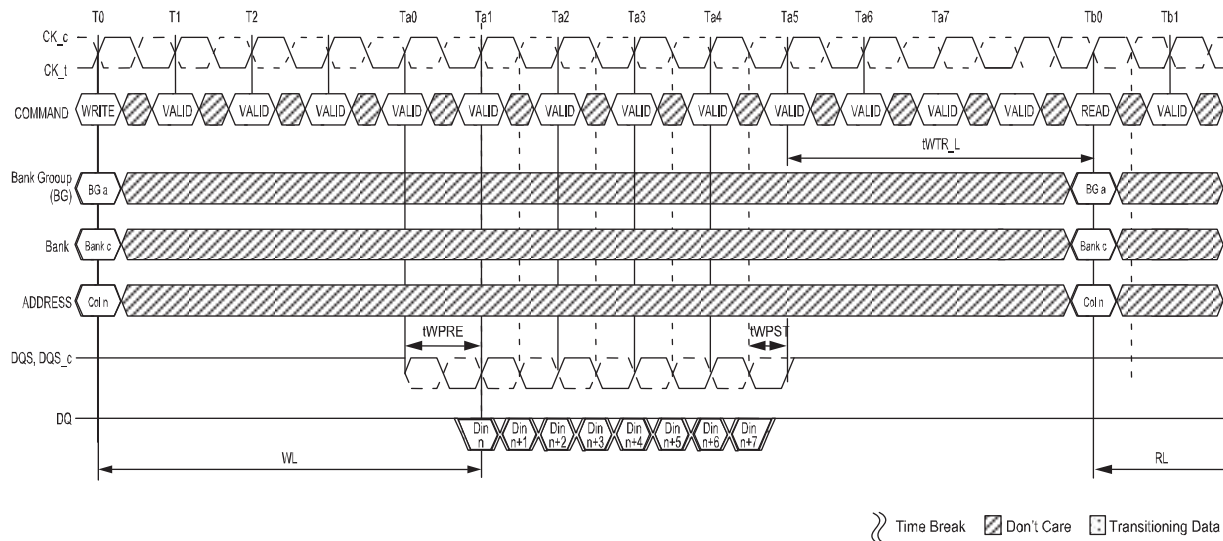 T0 T1 T2 Ta0 Ta1 Ta2 Ta3 Ta4 Ta5 Ta6 Ta7 Tb0 Tb1
CK_c
CK_t
COMMAND WRITE VALID VALID VALID VALID VALID VALID VALID VALID VALID VALID VALID VALID READ VALID
tWTR_L
Bank Grooup
(BG) BG a BG a
Bank Bank c Bank c
ADDRESS Col n Col n
tWPRE tWPST
DQS, DQS_c
DQ
Din n Din n+1 Din n+2 Din n+3 Din n+4 Din n+5 Din n+6 Din n+7
WL RL
Time Break Don't Care Transitioning Data